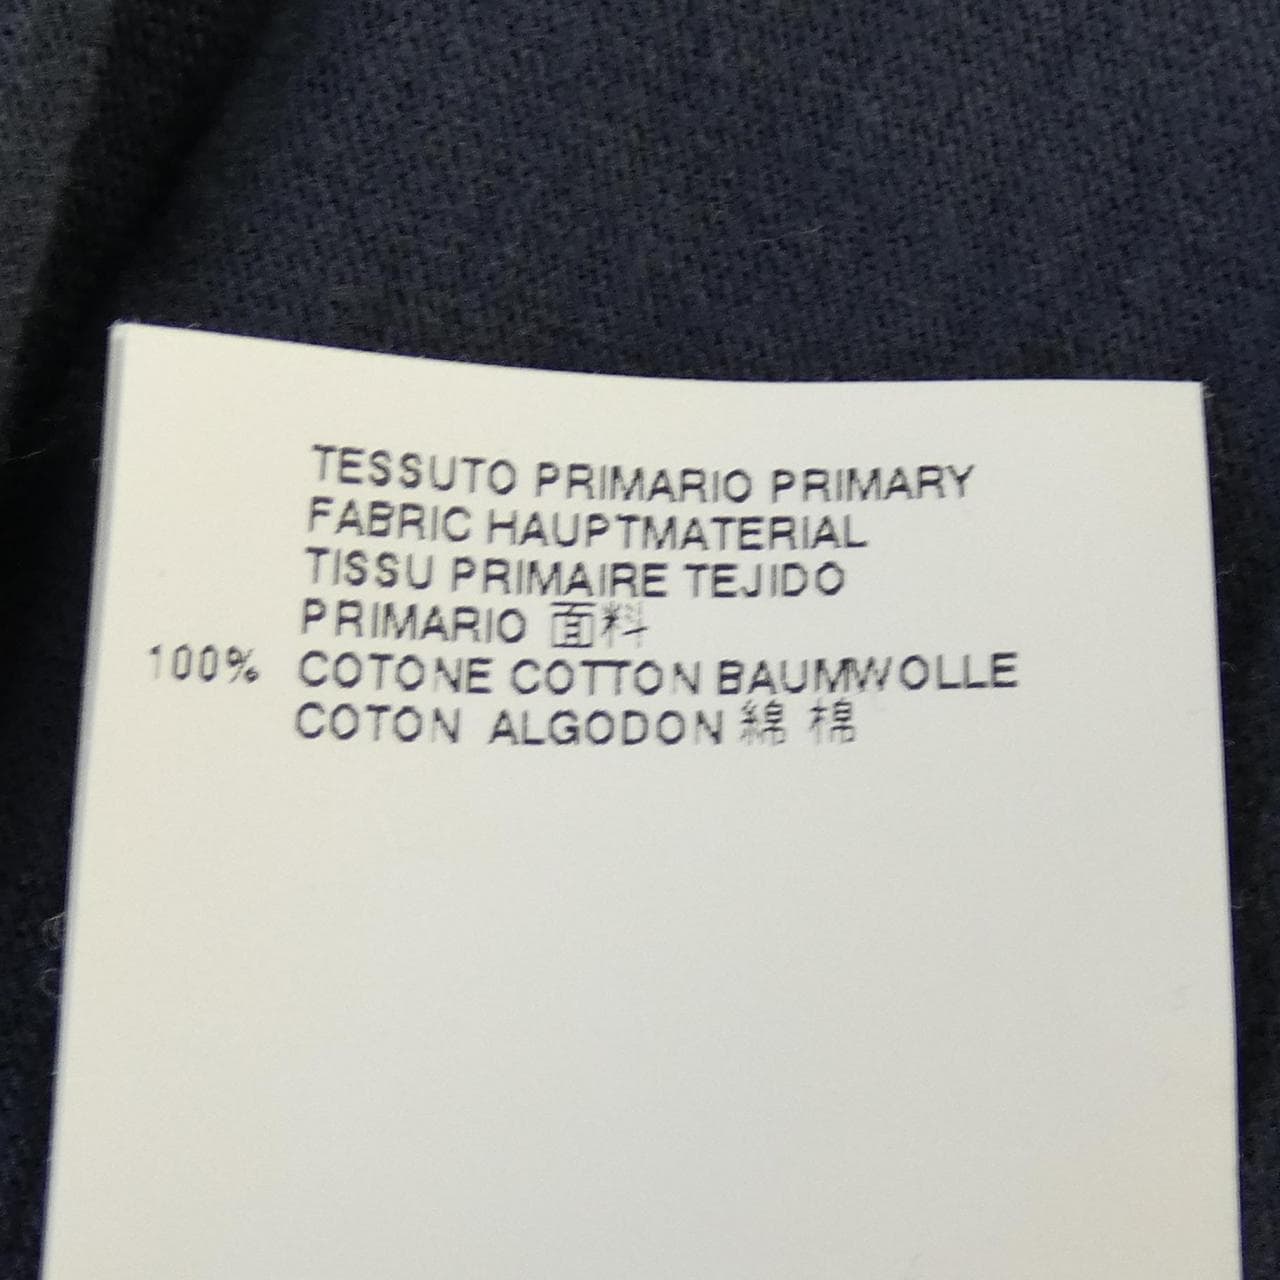 TESSUTO PRIMARIO PRIMARY
FABRIC HAUPTMATERIAL
TISSU PRIMAIRE TEJIDO
PRIMARIO 面料
100% COTONE COTTON BAUMWOLLE
COTON ALGODON 綿 棉